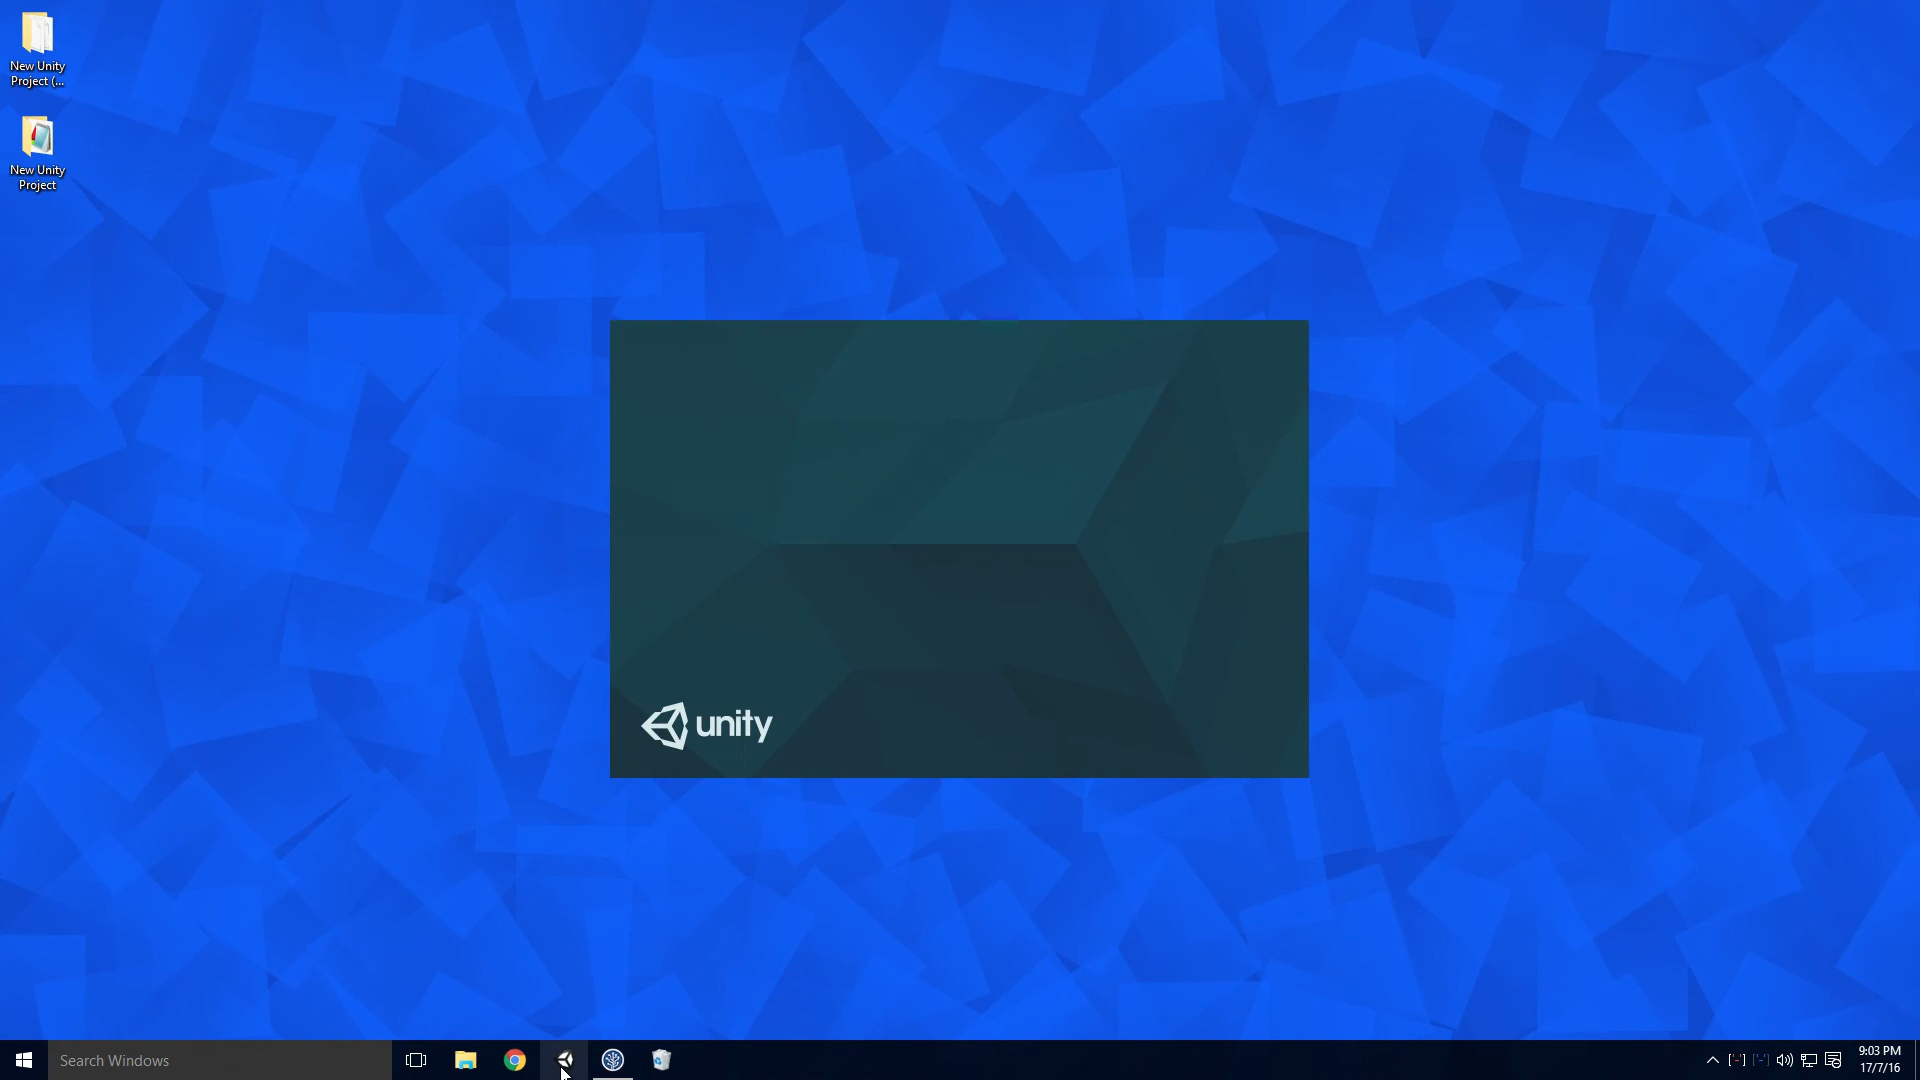 New Unity
Project (...
New Unity
Project
unity
Search Windows
9:03 PM
17/7/16